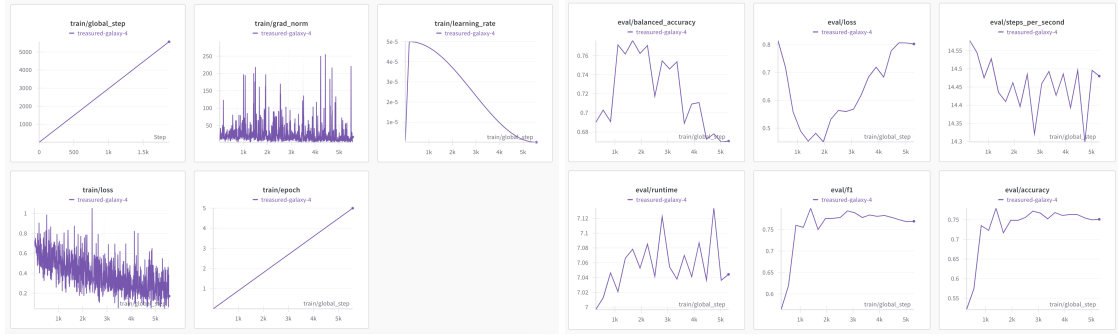 train/global_step
treasured-galaxy-4
5000
4000
3000
2000
1000
Step
0
500
1k
1.5k
train/grad_norm
treasured-galaxy-4
250
200
150
100
50
1k
2k
3k
4k
5k
train/learning_rate
treasured-galaxy-4
5e-5
4e-5
3e-5
2e-5
1e-5
train/global_step
1k
2k
3k
4k
5k
eval/balanced_accuracy
treasured-galaxy-4
0.76
0.74
0.72
0.7
0.68
train/global_step
1k
2k
3k
4k
5k
eval/loss
treasured-galaxy-4
0.8
0.7
0.6
0.5
train/global_step
1k
2k
3k
4k
5k
eval/steps_per_second
treasured-galaxy-4
14.55
14.5
14.45
14.4
14.35
14.3
train/global_step
1k
2k
3k
4k
5k
train/loss
treasured-galaxy-4
1
0.8
0.6
0.4
0.2
train/global_step
1k
2k
3k
4k
5k
train/epoch
treasured-galaxy-4
5
4
3
2
1
train/global_step
1k
2k
3k
4k
5k
eval/runtime
treasured-galaxy-4
7.12
7.1
7.08
7.06
7.04
7.02
7
train/global_step
1k
2k
3k
4k
5k
eval/f1
treasured-galaxy-4
0.75
0.7
0.65
0.6
train/global_step
1k
2k
3k
4k
5k
eval/accuracy
treasured-galaxy-4
0.75
0.7
0.65
0.6
0.55
train/global_step
1k
2k
3k
4k
5k